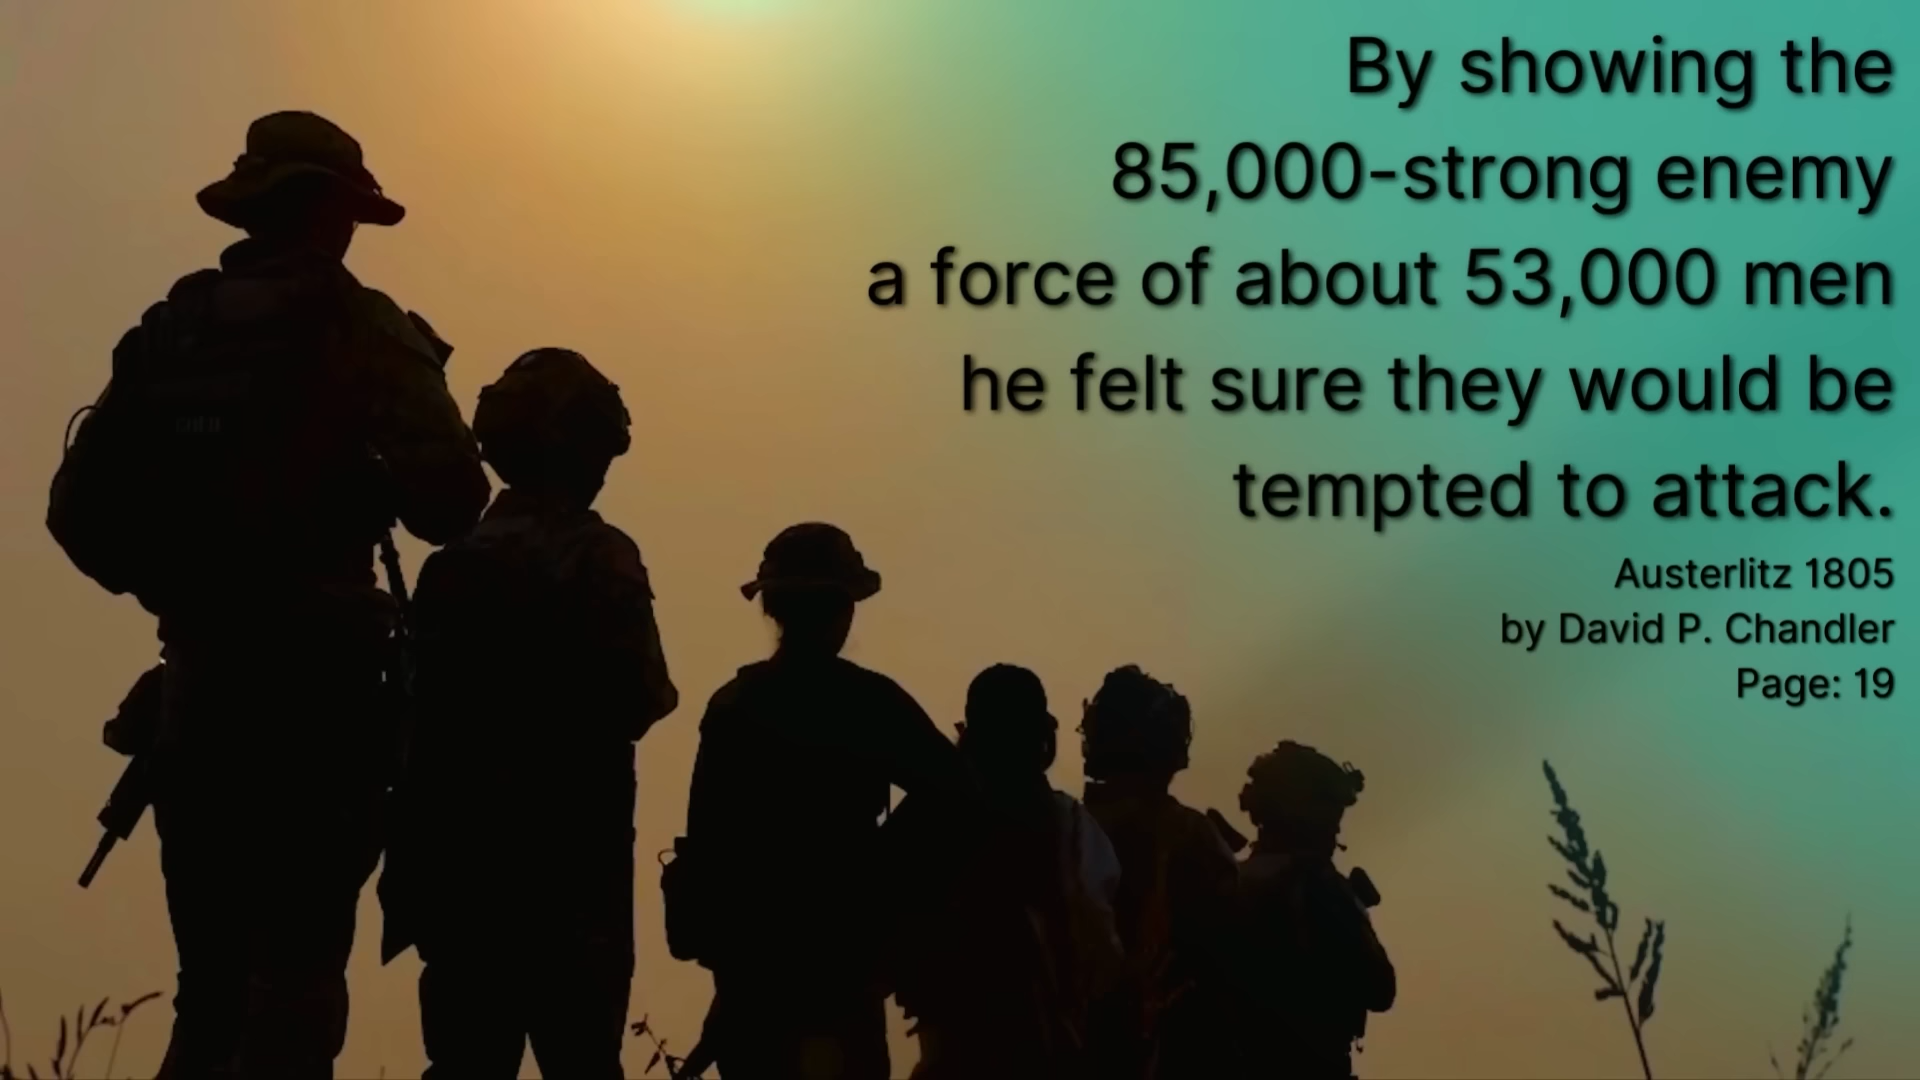 By showing the
85,000-strong enemy
a force of about 53,000 men
he felt sure they would be
tempted to attack.
Austerlitz 1805
by David P. Chandler
Page: 19